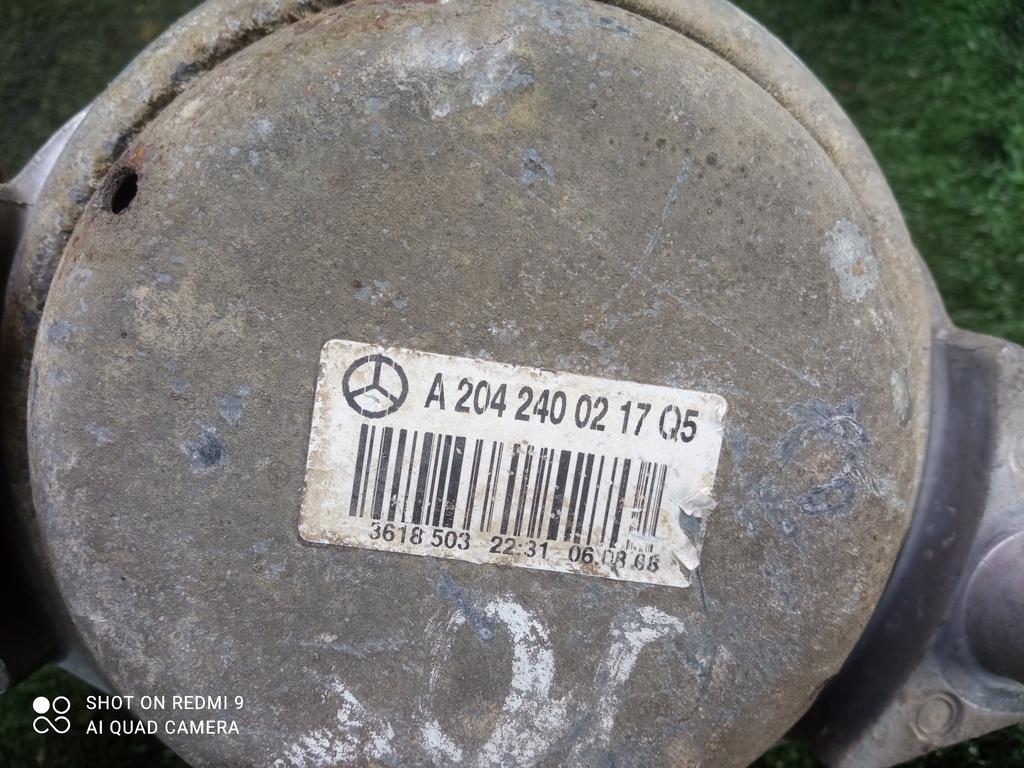 A 204 240 02 17 Q5
3618 503 22:31 06.08.08
SHOT ON REDMI 9
AI QUAD CAMERA